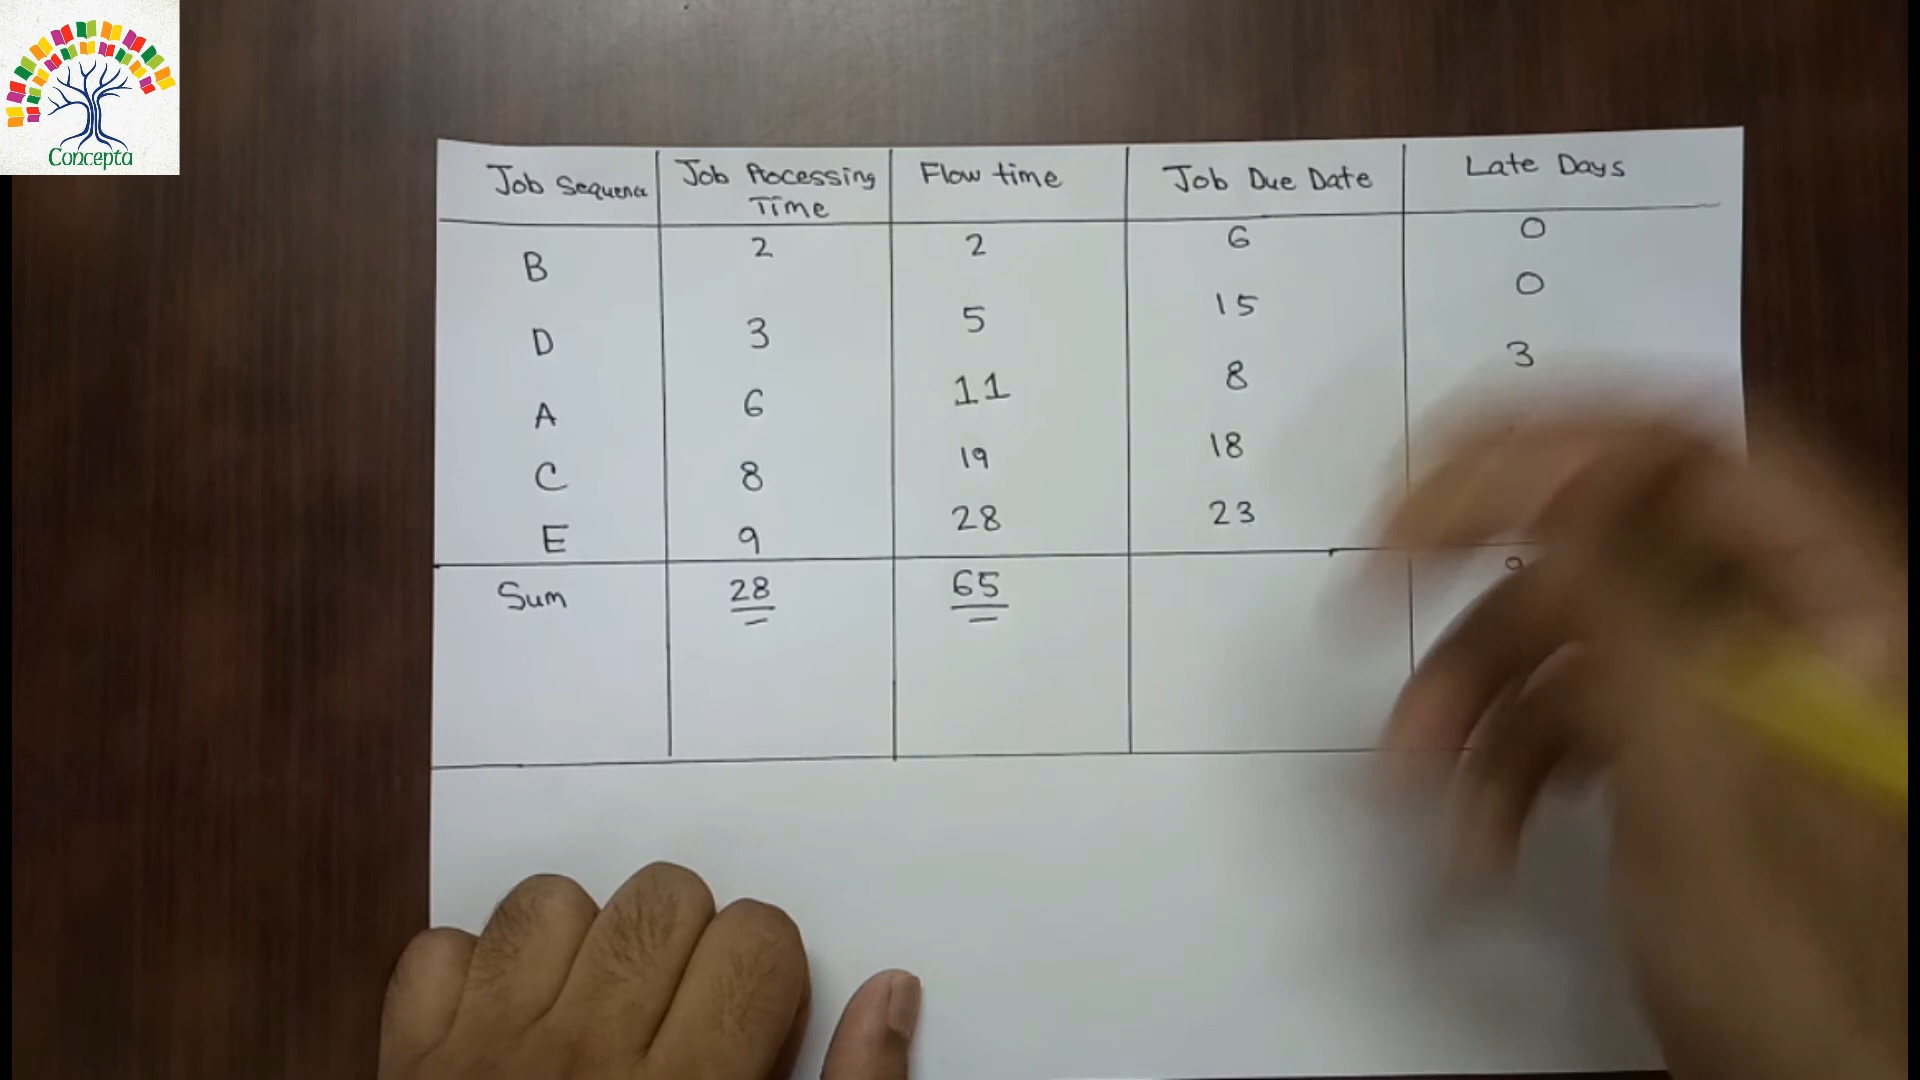 Concepta
Job Sequence Job Processing Time Flow time Job Due Date Late Days
B 2 2 6 0
D 3 5 15 0
A 6 11 8 3
C 8 19 18
E 9 28 23
Sum 28 65